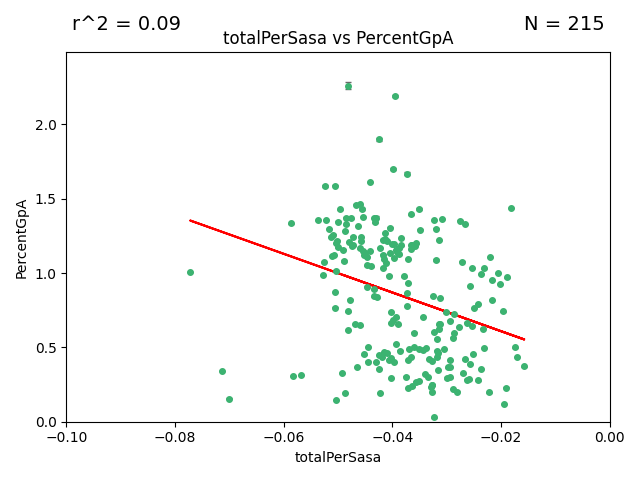 r^2 = 0.09
N = 215
totalPerSasa vs PercentGpA
PercentGpA
2.0
1.5
1.0
0.5
0.0
−0.10
−0.08
−0.06
−0.04
−0.02
0.00
totalPerSasa